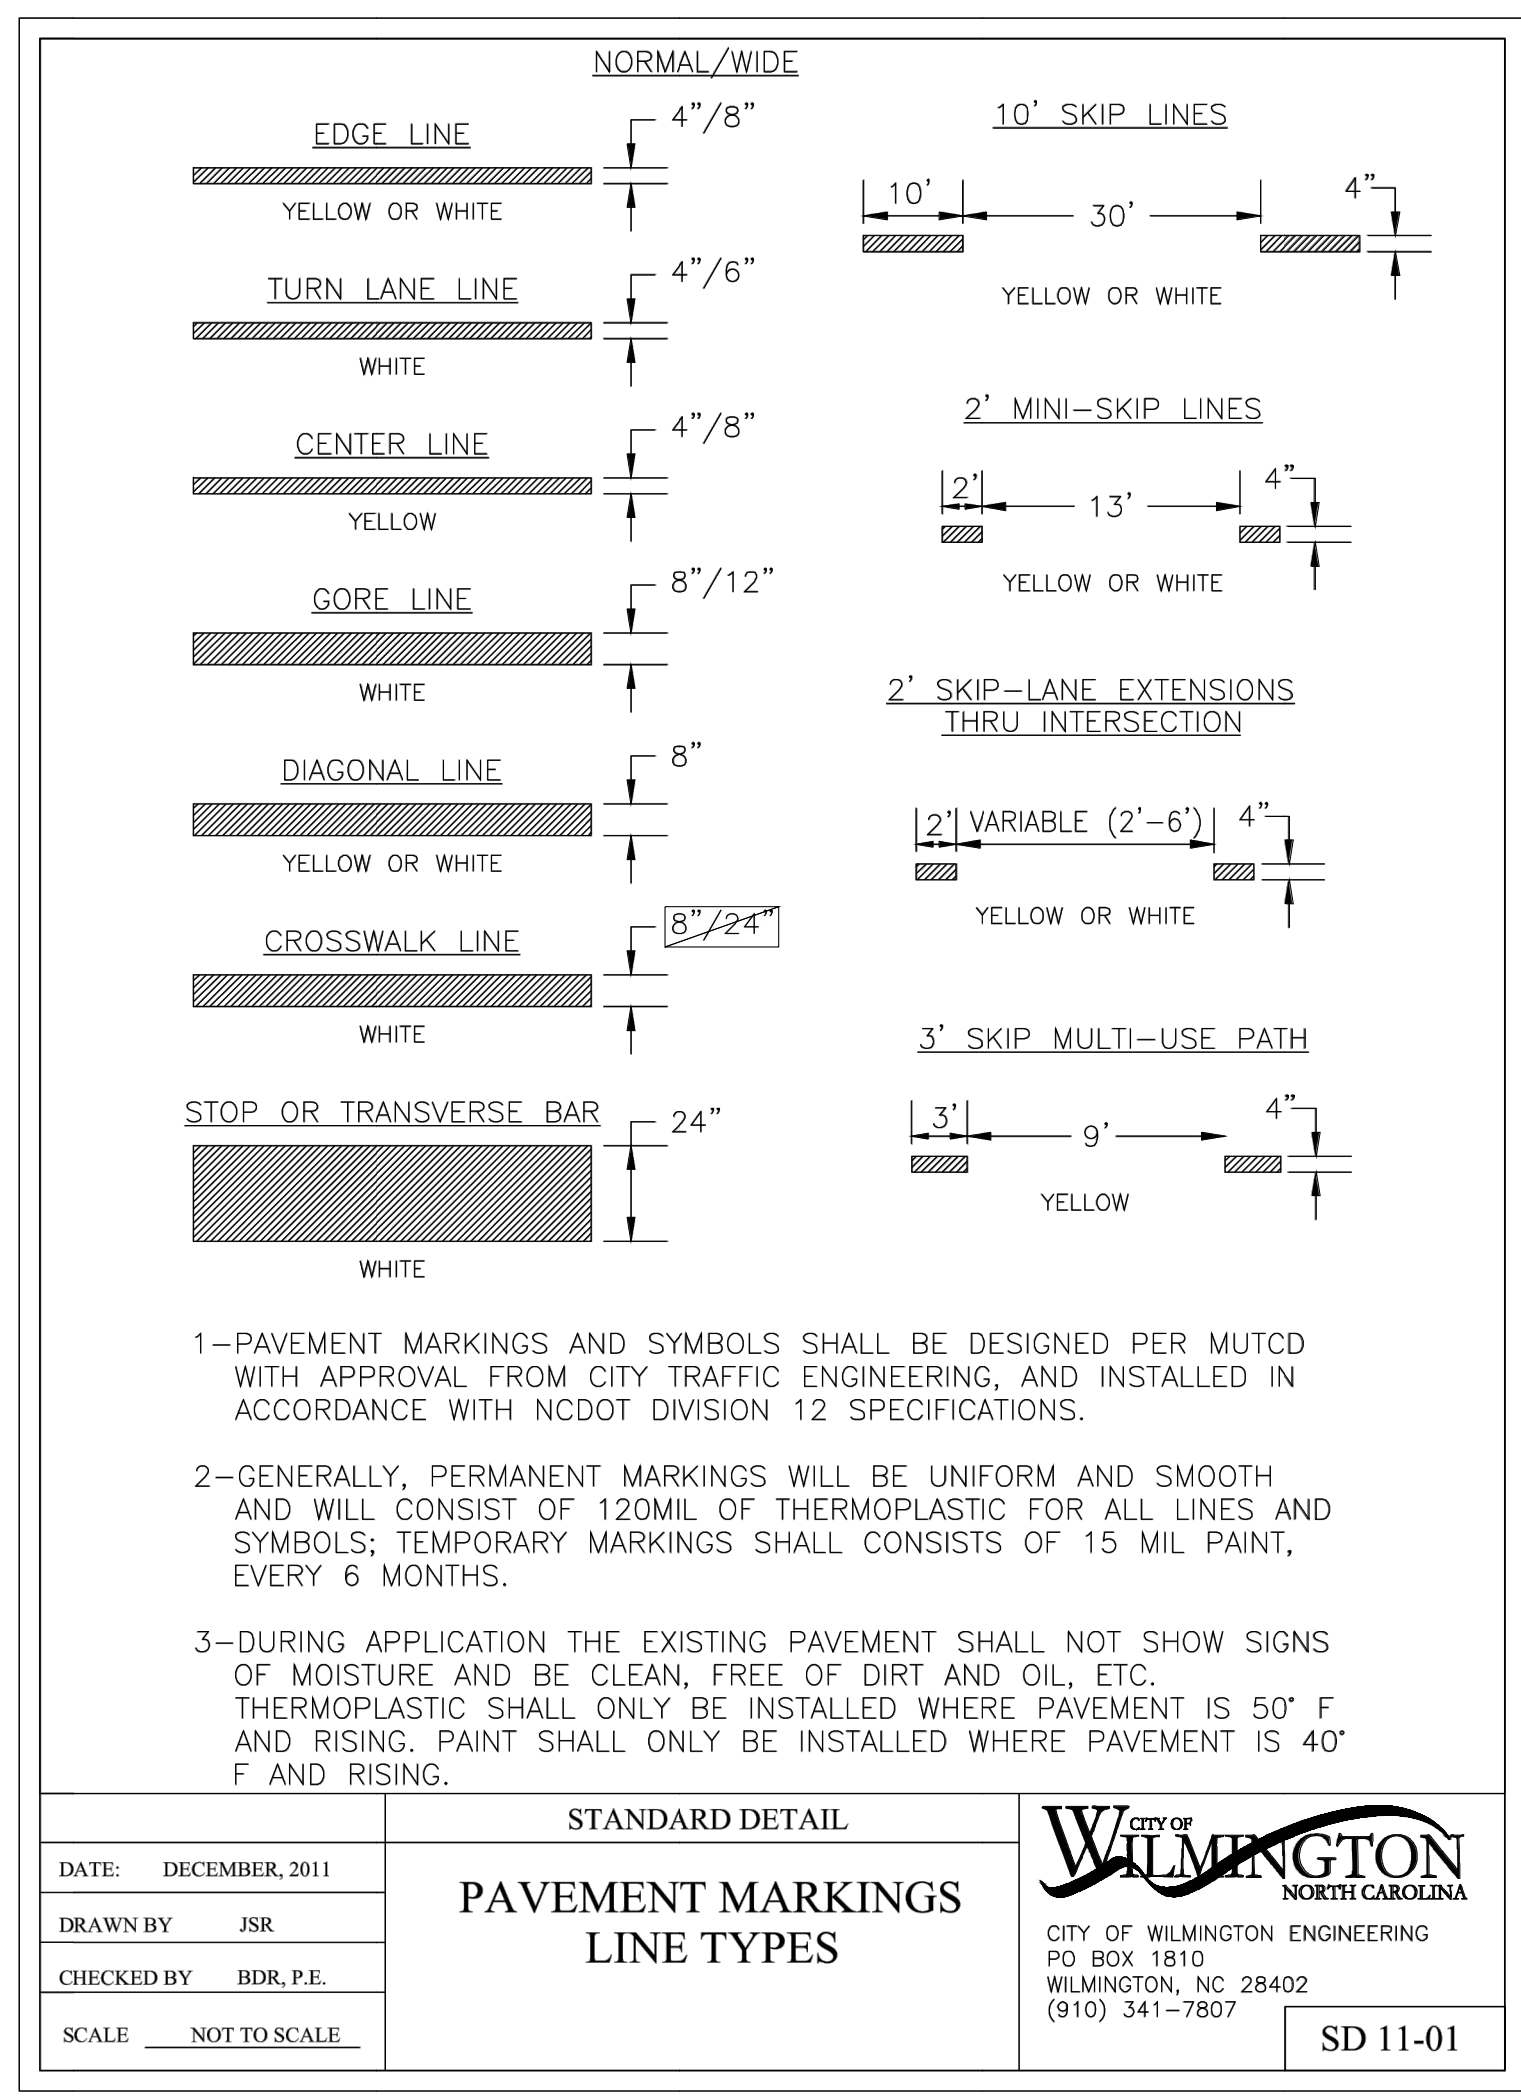 NORMAL/WIDE
EDGE LINE
4"/8"
YELLOW OR WHITE
TURN LANE LINE
4"/6"
WHITE
CENTER LINE
4"/8"
YELLOW
GORE LINE
8"/12"
WHITE
DIAGONAL LINE
8"
YELLOW OR WHITE
CROSSWALK LINE
8"/24"
WHITE
STOP OR TRANSVERSE BAR
24"
WHITE
10' SKIP LINES
10'
30'
4"
YELLOW OR WHITE
2' MINI-SKIP LINES
2'
13'
4"
YELLOW OR WHITE
2' SKIP-LANE EXTENSIONS
THRU INTERSECTION
2'
VARIABLE (2'-6')
4"
YELLOW OR WHITE
3' SKIP MULTI-USE PATH
3'
9'
4"
YELLOW
1-PAVEMENT MARKINGS AND SYMBOLS SHALL BE DESIGNED PER MUTCD
WITH APPROVAL FROM CITY TRAFFIC ENGINEERING, AND INSTALLED IN
ACCORDANCE WITH NCDOT DIVISION 12 SPECIFICATIONS.
2-GENERALLY, PERMANENT MARKINGS WILL BE UNIFORM AND SMOOTH
AND WILL CONSIST OF 120MIL OF THERMOPLASTIC FOR ALL LINES AND
SYMBOLS; TEMPORARY MARKINGS SHALL CONSISTS OF 15 MIL PAINT,
EVERY 6 MONTHS.
3-DURING APPLICATION THE EXISTING PAVEMENT SHALL NOT SHOW SIGNS
OF MOISTURE AND BE CLEAN, FREE OF DIRT AND OIL, ETC.
THERMOPLASTIC SHALL ONLY BE INSTALLED WHERE PAVEMENT IS 50° F
AND RISING. PAINT SHALL ONLY BE INSTALLED WHERE PAVEMENT IS 40°
F AND RISING.
DATE: DECEMBER, 2011
DRAWN BY JSR
CHECKED BY BDR, P.E.
SCALE NOT TO SCALE
STANDARD DETAIL
PAVEMENT MARKINGS
LINE TYPES
CITY OF
WILMINGTON
NORTH CAROLINA
CITY OF WILMINGTON ENGINEERING
PO BOX 1810
WILMINGTON, NC 28402
(910) 341-7807
SD 11-01